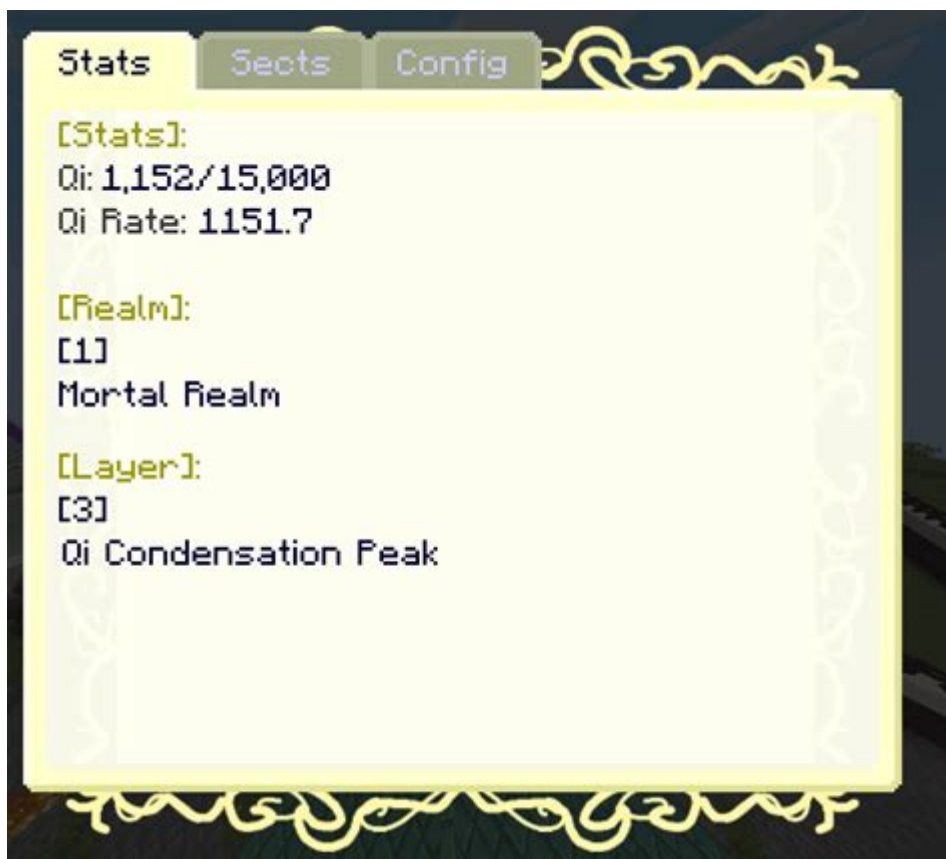 Stats Sects Config
[Stats]:
Qi: 1,152/15,000
Qi Rate: 1151.7
[Realm]:
[1]
Mortal Realm
[Layer]:
[3]
Qi Condensation Peak